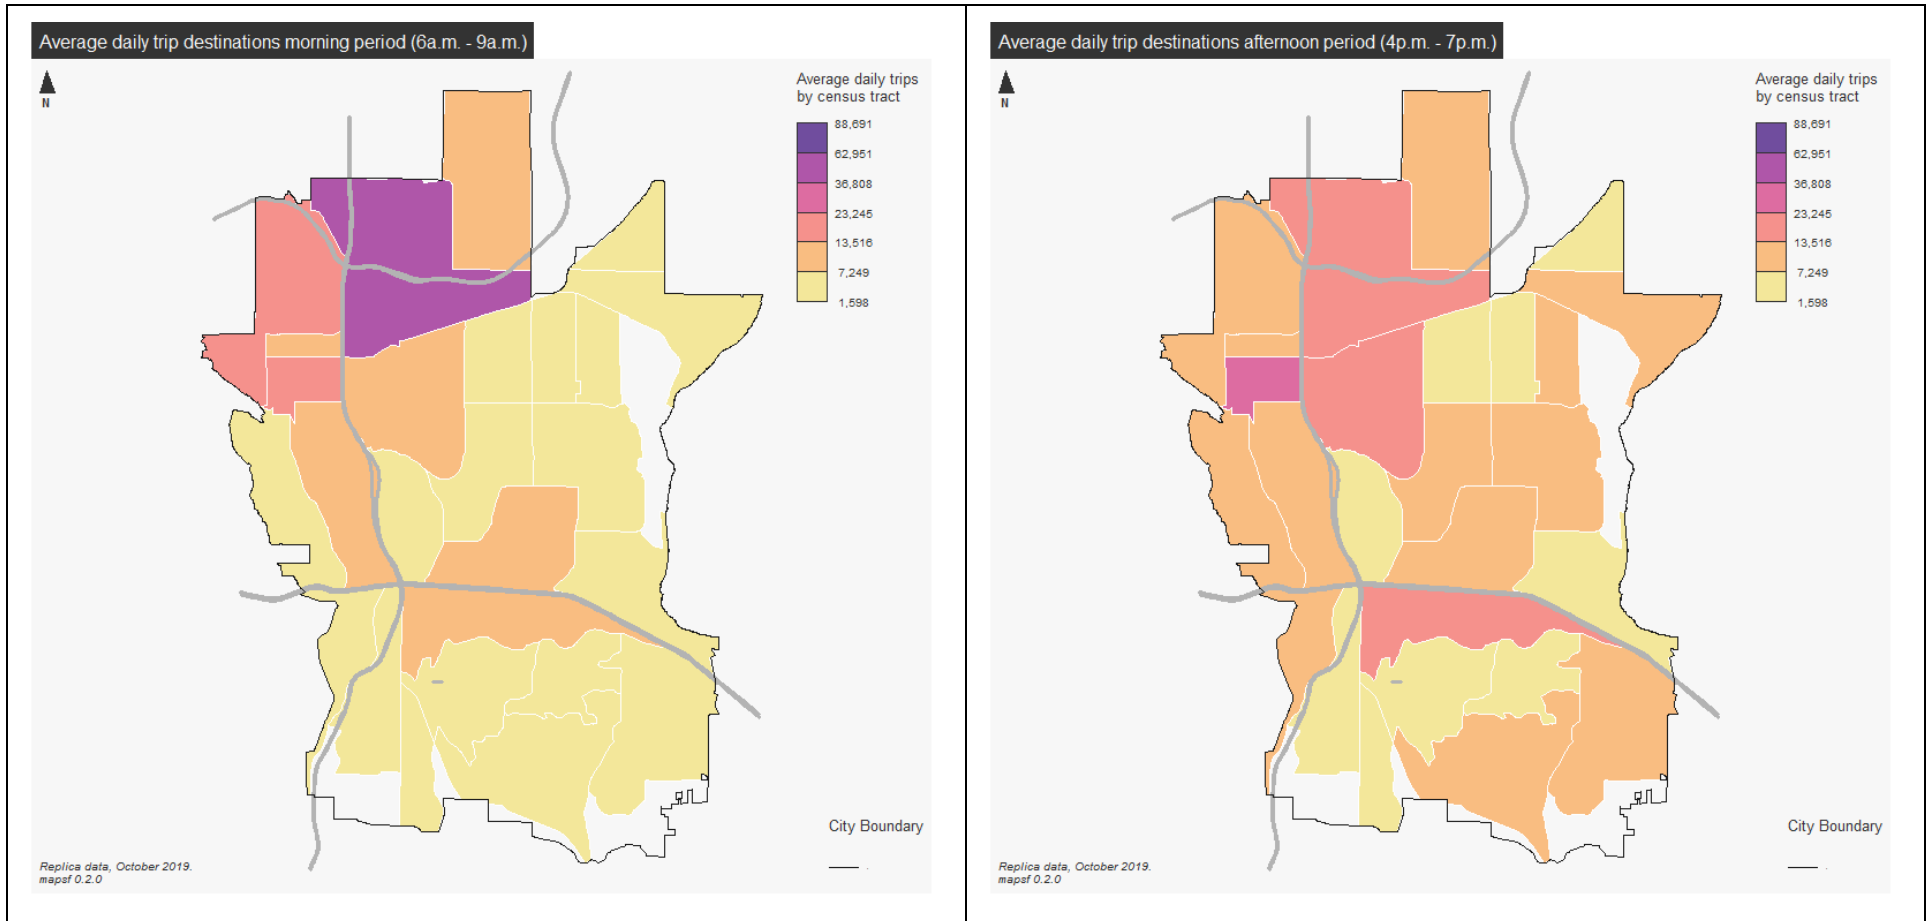 Average daily trip destinations morning period (6a.m. - 9a.m.)
N
Average daily trips
by census tract
88,691
62,951
36,808
23,245
13,516
7,249
1,598
City Boundary
Replica data, October 2019.
mapsf 0.2.0
Average daily trip destinations afternoon period (4p.m. - 7p.m.)
N
Average daily trips
by census tract
88,691
62,951
36,808
23,245
13,516
7,249
1,598
City Boundary
Replica data, October 2019.
mapsf 0.2.0